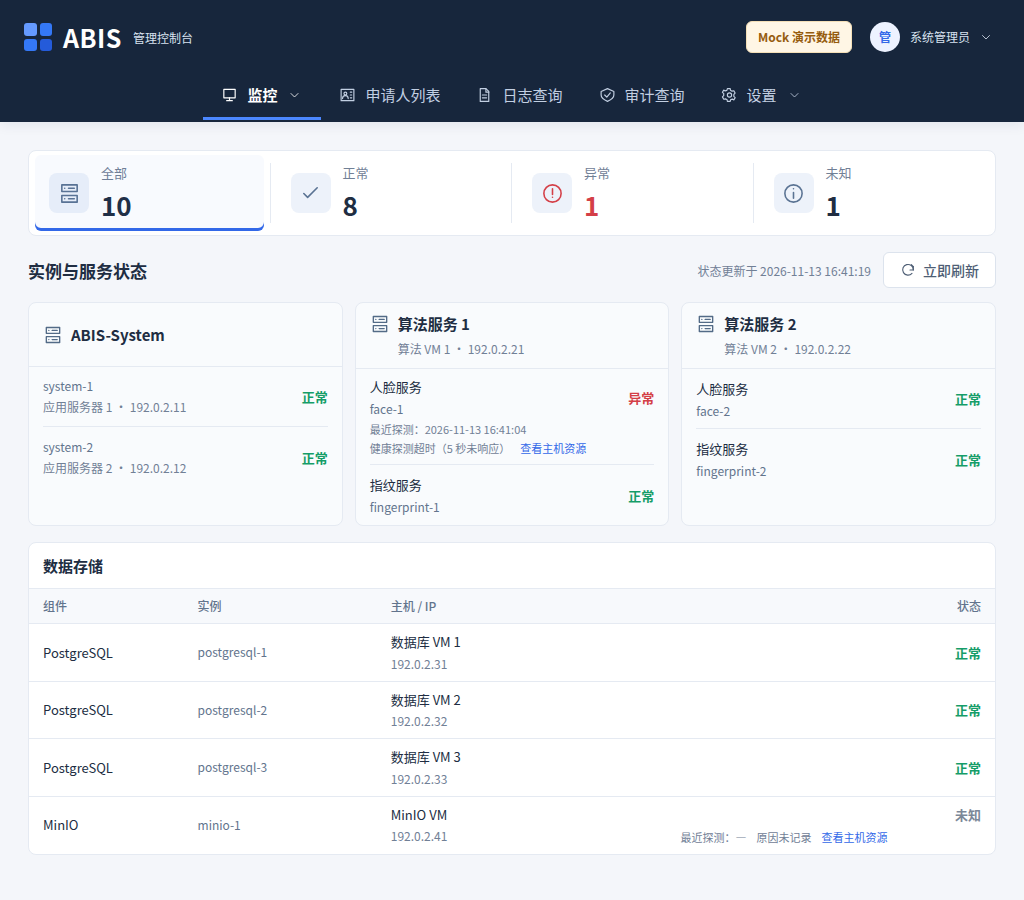 ABIS 管理控制台
Mock 演示数据
管 系统管理员
监控 申请人列表 日志查询 审计查询 设置
全部 10
正常 8
异常 1
未知 1
实例与服务状态
状态更新于 2026-11-13 16:41:19 立即刷新
ABIS-System
system-1
应用服务器 1 · 192.0.2.11
正常
system-2
应用服务器 2 · 192.0.2.12
正常
算法服务 1
算法 VM 1 · 192.0.2.21
人脸服务
face-1
异常
最近探测：2026-11-13 16:41:04
健康探测超时（5 秒未响应） 查看主机资源
指纹服务
fingerprint-1
正常
算法服务 2
算法 VM 2 · 192.0.2.22
人脸服务
face-2
正常
指纹服务
fingerprint-2
正常
数据存储
组件 实例 主机 / IP 状态
PostgreSQL postgresql-1 数据库 VM 1
192.0.2.31
正常
PostgreSQL postgresql-2 数据库 VM 2
192.0.2.32
正常
PostgreSQL postgresql-3 数据库 VM 3
192.0.2.33
正常
MinIO minio-1 MinIO VM
192.0.2.41
未知
最近探测：— 原因未记录 查看主机资源